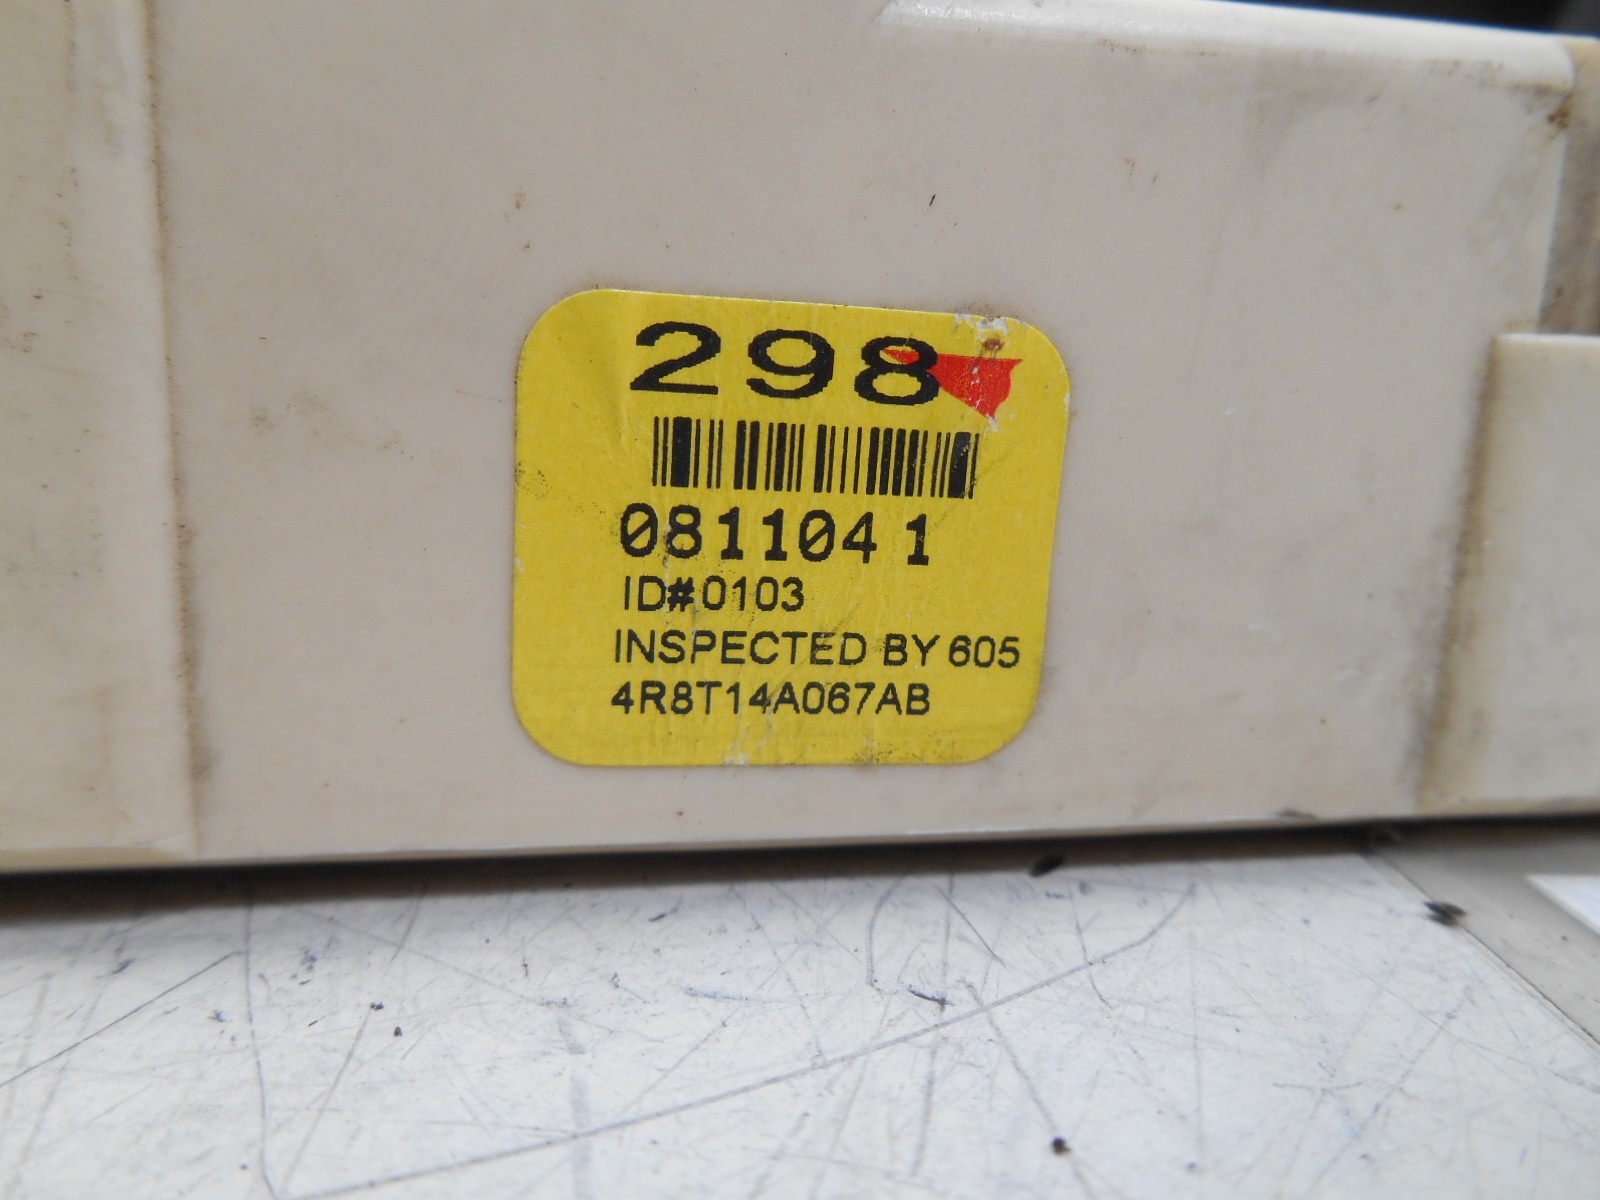 298
0811041
ID#0103
INSPECTED BY 605
4R8T14A067AB